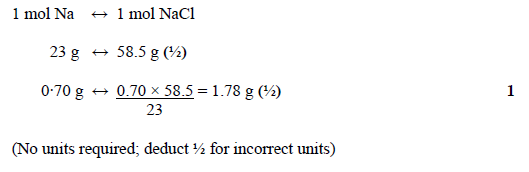 1 mol Na ↔ 1 mol NaCl
23 g ↔ 58.5 g (½)
0·70 g ↔ 0.70 × 58.5 = 1.78 g (½) 1
23
(No units required; deduct ½ for incorrect units)